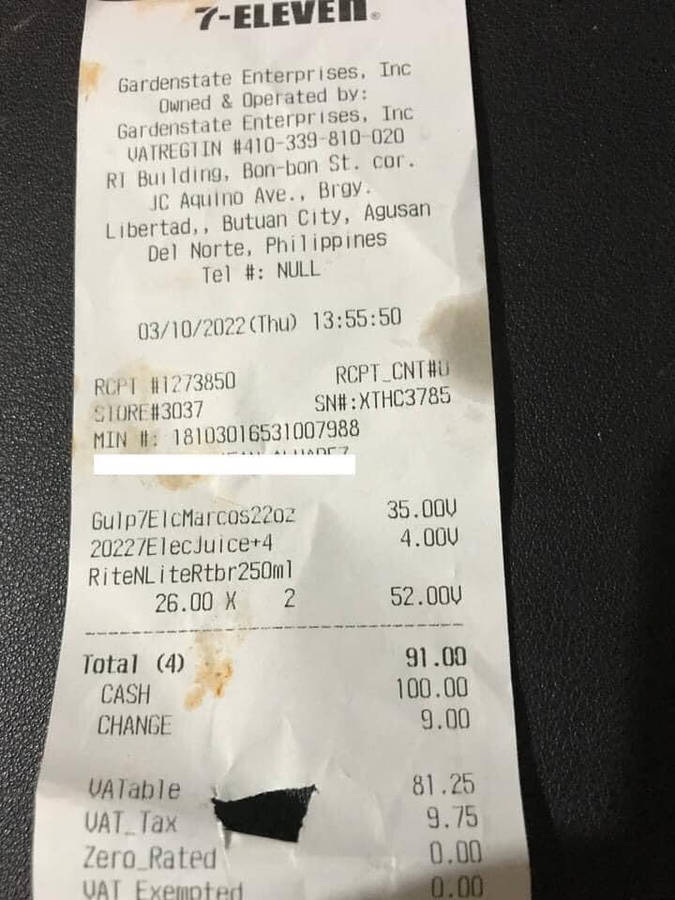 7-ELEVEn®
Gardenstate Enterprises, Inc
Owned & Operated by:
Gardenstate Enterprises, Inc
VATREGTIN #410-339-810-020
RI Building, Bon-bon St. cor.
JC Aquino Ave., Brgy.
Libertad,, Butuan City, Agusan
Del Norte, Philippines
Tel #: NULL
03/10/2022(Thu) 13:55:50
RCPT #1273850 RCPT_CNT#0
STORE#3037 SN#:XTHC3785
MIN #: 18103016531007988
Gulp7ElcMarcos22oz 35.00V
20227ElecJuice+4 4.00V
RiteNLiteRtbr250ml
26.00 X 2 52.00V
Total (4) 91.00
CASH 100.00
CHANGE 9.00
VATable 81.25
VAT_Tax 9.75
Zero_Rated 0.00
VAT_Exempted 0.00